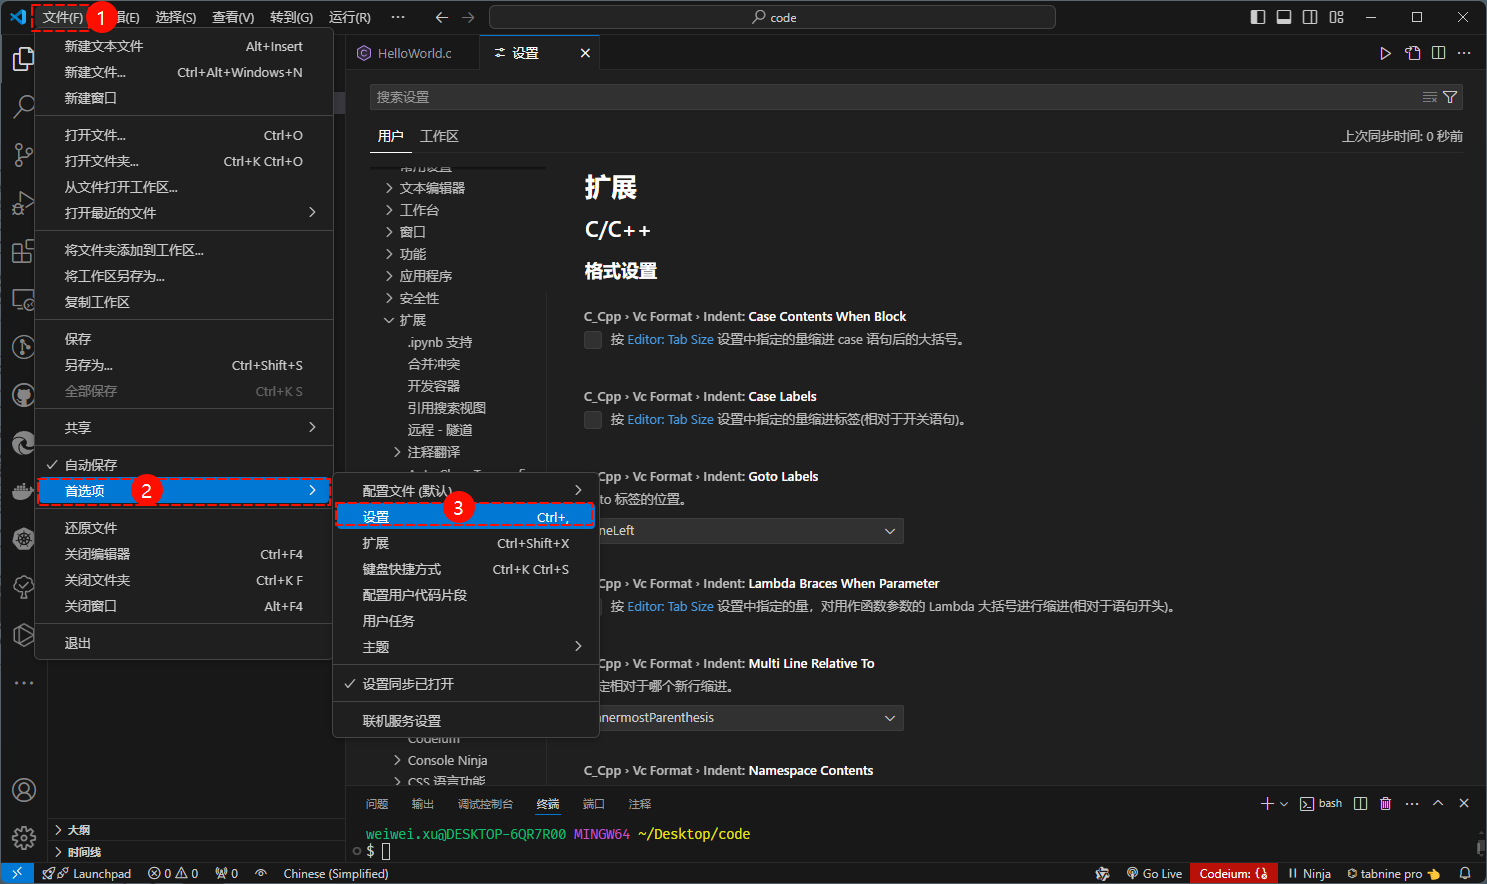 文件(F)
1
辑(E)
选择(S)
查看(V)
转到(G)
运行(R)
code
新建文本文件 Alt+Insert
新建文件... Ctrl+Alt+Windows+N
新建窗口
打开文件... Ctrl+O
打开文件夹... Ctrl+K Ctrl+O
从文件打开工作区...
打开最近的文件
将文件夹添加到工作区...
将工作区另存为...
复制工作区
保存
另存为... Ctrl+Shift+S
全部保存 Ctrl+K S
共享
自动保存
首选项
2
还原文件
关闭编辑器 Ctrl+F4
关闭文件夹 Ctrl+K F
关闭窗口 Alt+F4
退出
配置文件 (默认)
3
设置 Ctrl+,
扩展 Ctrl+Shift+X
键盘快捷方式 Ctrl+K Ctrl+S
配置用户代码片段
用户任务
主题
设置同步已打开
联机服务设置
HelloWorld.c
设置
搜索设置
用户
工作区
上次同步时间: 0 秒前
常用设置
文本编辑器
工作台
窗口
功能
应用程序
安全性
扩展
.ipynb 支持
合并冲突
开发容器
引用搜索视图
远程 - 隧道
注释翻译
Codeium
Console Ninja
CSS 语言功能
扩展
C/C++
格式设置
C_Cpp › Vc Format › Indent: Case Contents When Block
按 Editor: Tab Size 设置中指定的量缩进 case 语句后的大括号。
C_Cpp › Vc Format › Indent: Case Labels
按 Editor: Tab Size 设置中指定的量缩进标签(相对于开关语句)。
Cpp › Vc Format › Indent: Goto Labels
to 标签的位置。
neLeft
Cpp › Vc Format › Indent: Lambda Braces When Parameter
按 Editor: Tab Size 设置中指定的量，对用作函数参数的 Lambda 大括号进行缩进(相对于语句开头)。
Cpp › Vc Format › Indent: Multi Line Relative To
定相对于哪个新行缩进。
nnermostParenthesis
C_Cpp › Vc Format › Indent: Namespace Contents
问题
输出
调试控制台
终端
端口
注释
bash
weiwei.xu@DESKTOP-6QR7R00 MINGW64 ~/Desktop/code
$
大纲
时间线
Launchpad
0
0
0
Chinese (Simplified)
Go Live
Codeium: {}
Ninja
tabnine pro